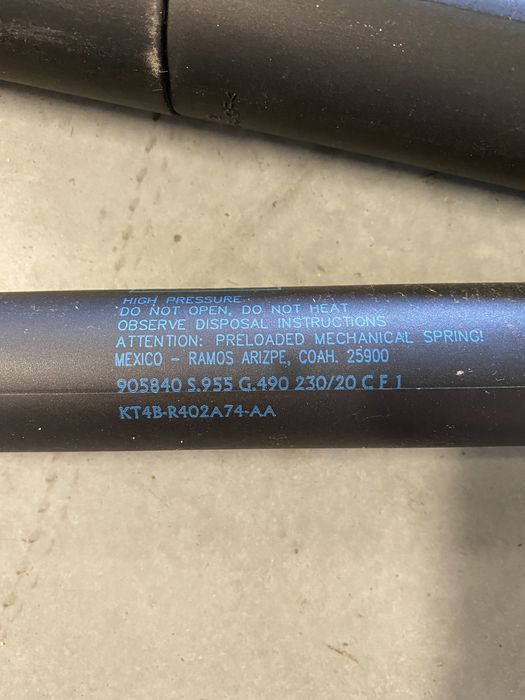 HIGH PRESSURE
DO NOT OPEN, DO NOT HEAT
OBSERVE DISPOSAL INSTRUCTIONS
ATTENTION: PRELOADED MECHANICAL SPRING!
MEXICO - RAMOS ARIZPE, COAH. 25900
905840 S.955 G.490 230/20 C F 1
KT4B-R402A74-AA